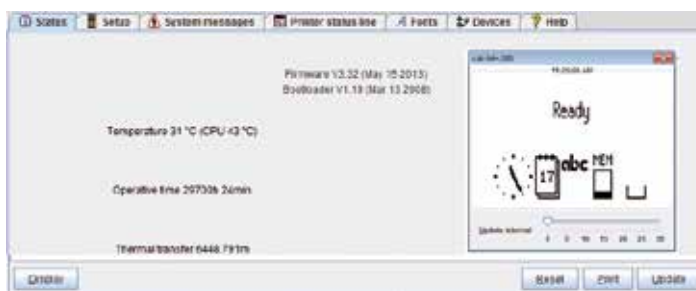 Status Setup System messages Printer status line Fonts Devices Help
Firmware V3.32 (May 15 2013)
Bootloader V1.19 (Mar 13 2008)
Ready
Temperature 31 °C (CPU 43 °C)
17 abc MEM
Operative time 29700h 24min
Update interval
Thermal transfer 6448.791m
Display Reset Print Update